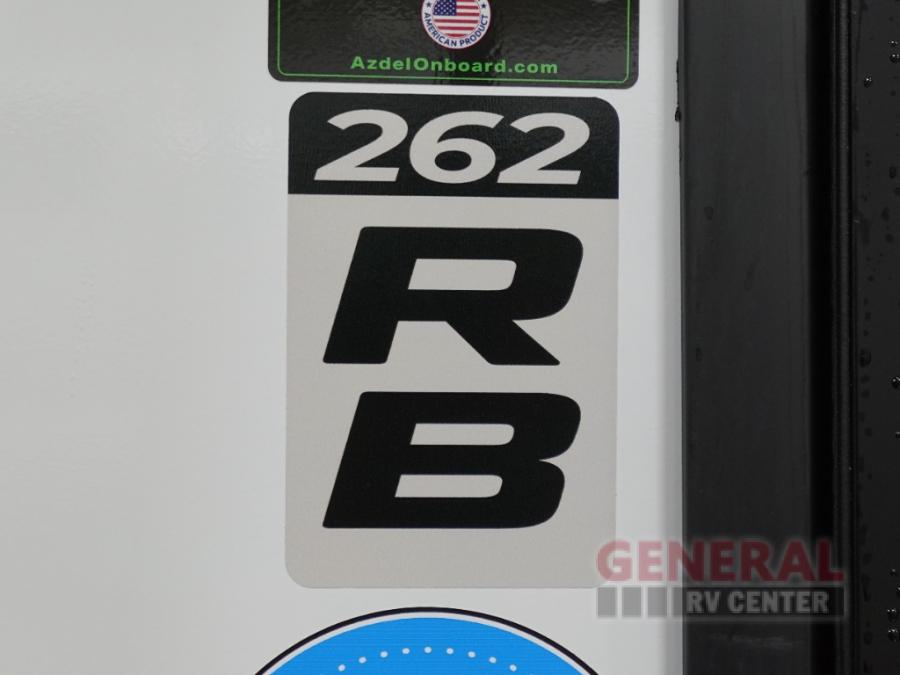 AMERICAN PRODUCT
AzdelOnboard.com
262
R
B
GENERAL
RV CENTER